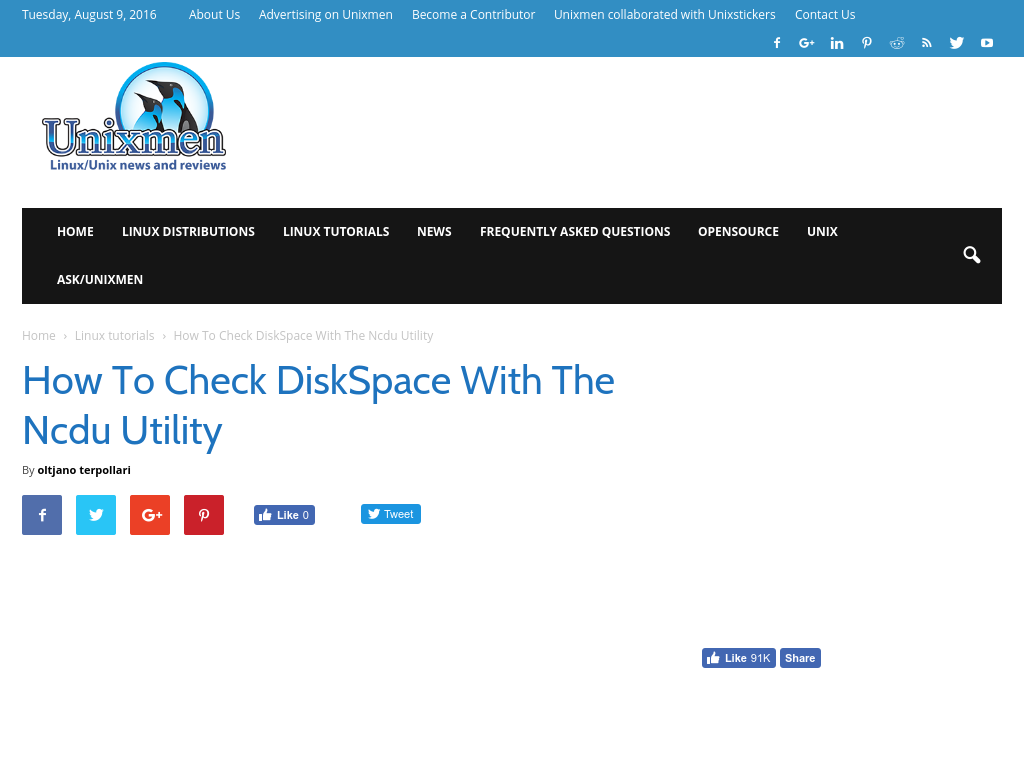 Tuesday, August 9, 2016 About Us Advertising on Unixmen Become a Contributor Unixmen collaborated with Unixstickers Contact Us
Unixmen
Linux/Unix news and reviews
HOME LINUX DISTRIBUTIONS LINUX TUTORIALS NEWS FREQUENTLY ASKED QUESTIONS OPENSOURCE UNIX
ASK/UNIXMEN
Home › Linux tutorials › How To Check DiskSpace With The Ncdu Utility
How To Check DiskSpace With The
Ncdu Utility
By oltjano terpollari
Like 0 Tweet
Like 91K Share